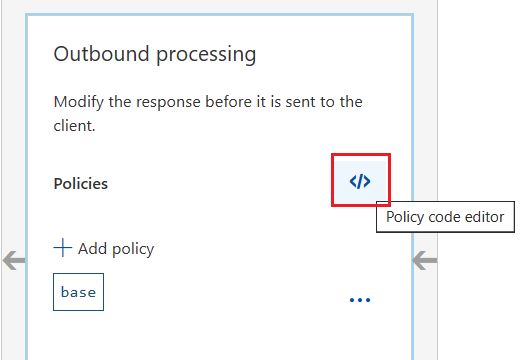 Outbound processing
Modify the response before it is sent to the
client.
Policies
</>
Policy code editor
+ Add policy
base
...